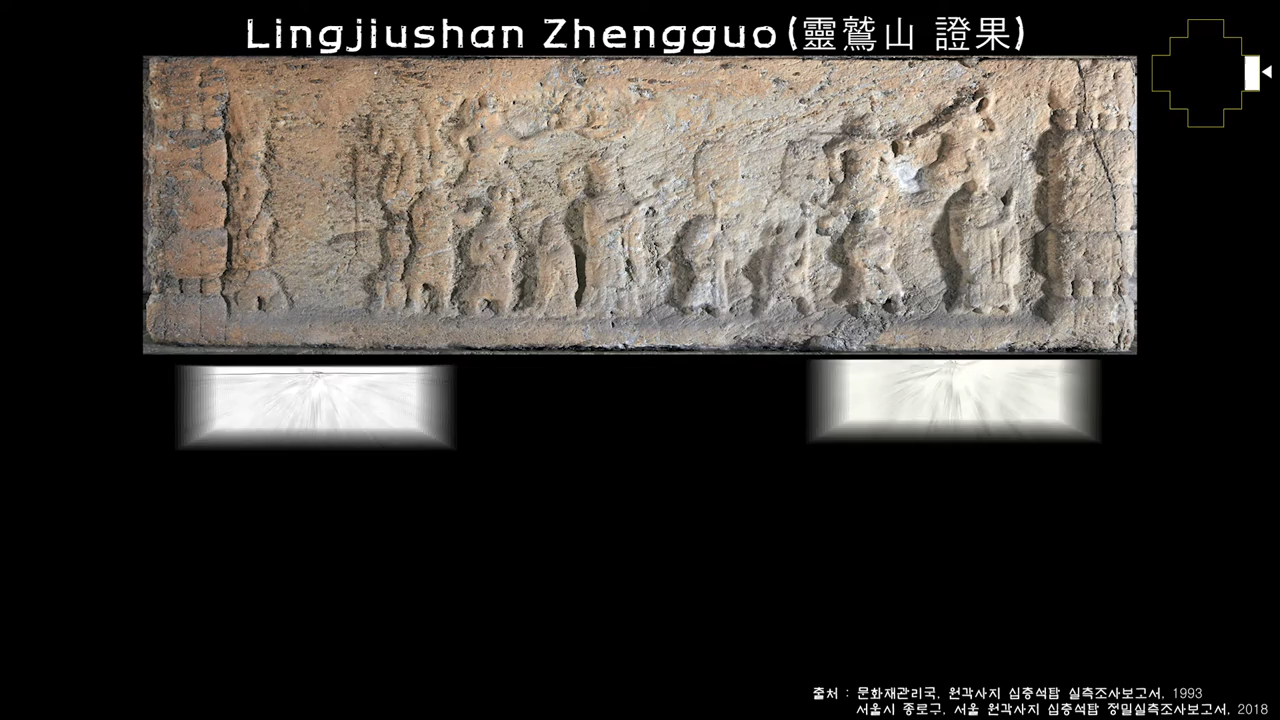 Lingjiushan Zhengguo(靈鷲山 證果)
출처 : 문화재관리국, 원각사지 십층석탑 실측조사보고서, 1993
서울시 종로구, 서울 원각사지 십층석탑 정밀실측조사보고서, 2018